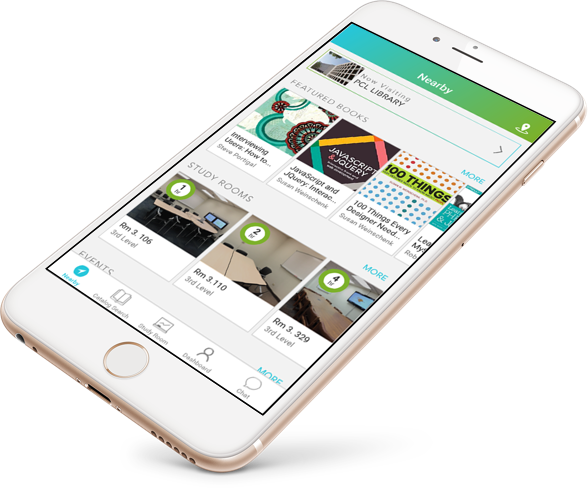 Nearby
Now Visiting
PCL LIBRARY
FEATURED BOOKS
JAVASCRIPT
& JQUERY
100 THINGS
Interviewing
Users: How to...
Steve Portigal
JavaScript and
JQuery: Interac...
Susan Weinschenk
100 Things Every
Designer Need...
Susan Weinschenk
Lea
My
Rob
MORE
STUDY ROOMS
2
hr
4
hr
Rm 3. 106
3rd Level
Rm 3.110
3rd Level
Rm 3. 329
3rd Level
MORE
EVENTS
MORE
Nearby
Catalog Search
Study Room
Dashboard
Chat